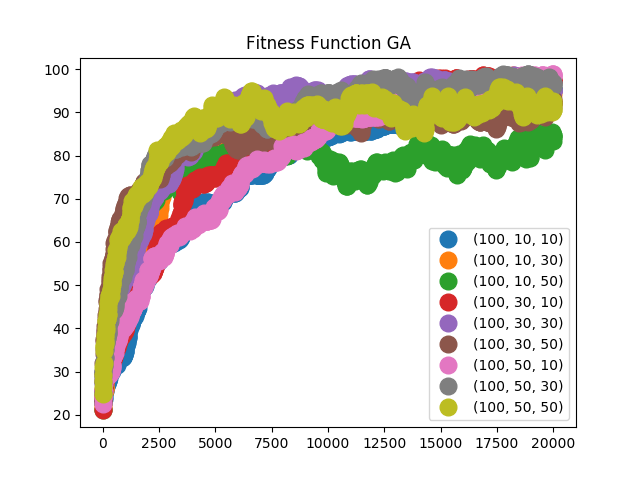 Fitness Function GA
100
90
80
70
60
50
40
30
20
(100, 10, 10)
(100, 10, 30)
(100, 10, 50)
(100, 30, 10)
(100, 30, 30)
(100, 30, 50)
(100, 50, 10)
(100, 50, 30)
(100, 50, 50)
0 2500 5000 7500 10000 12500 15000 17500 20000